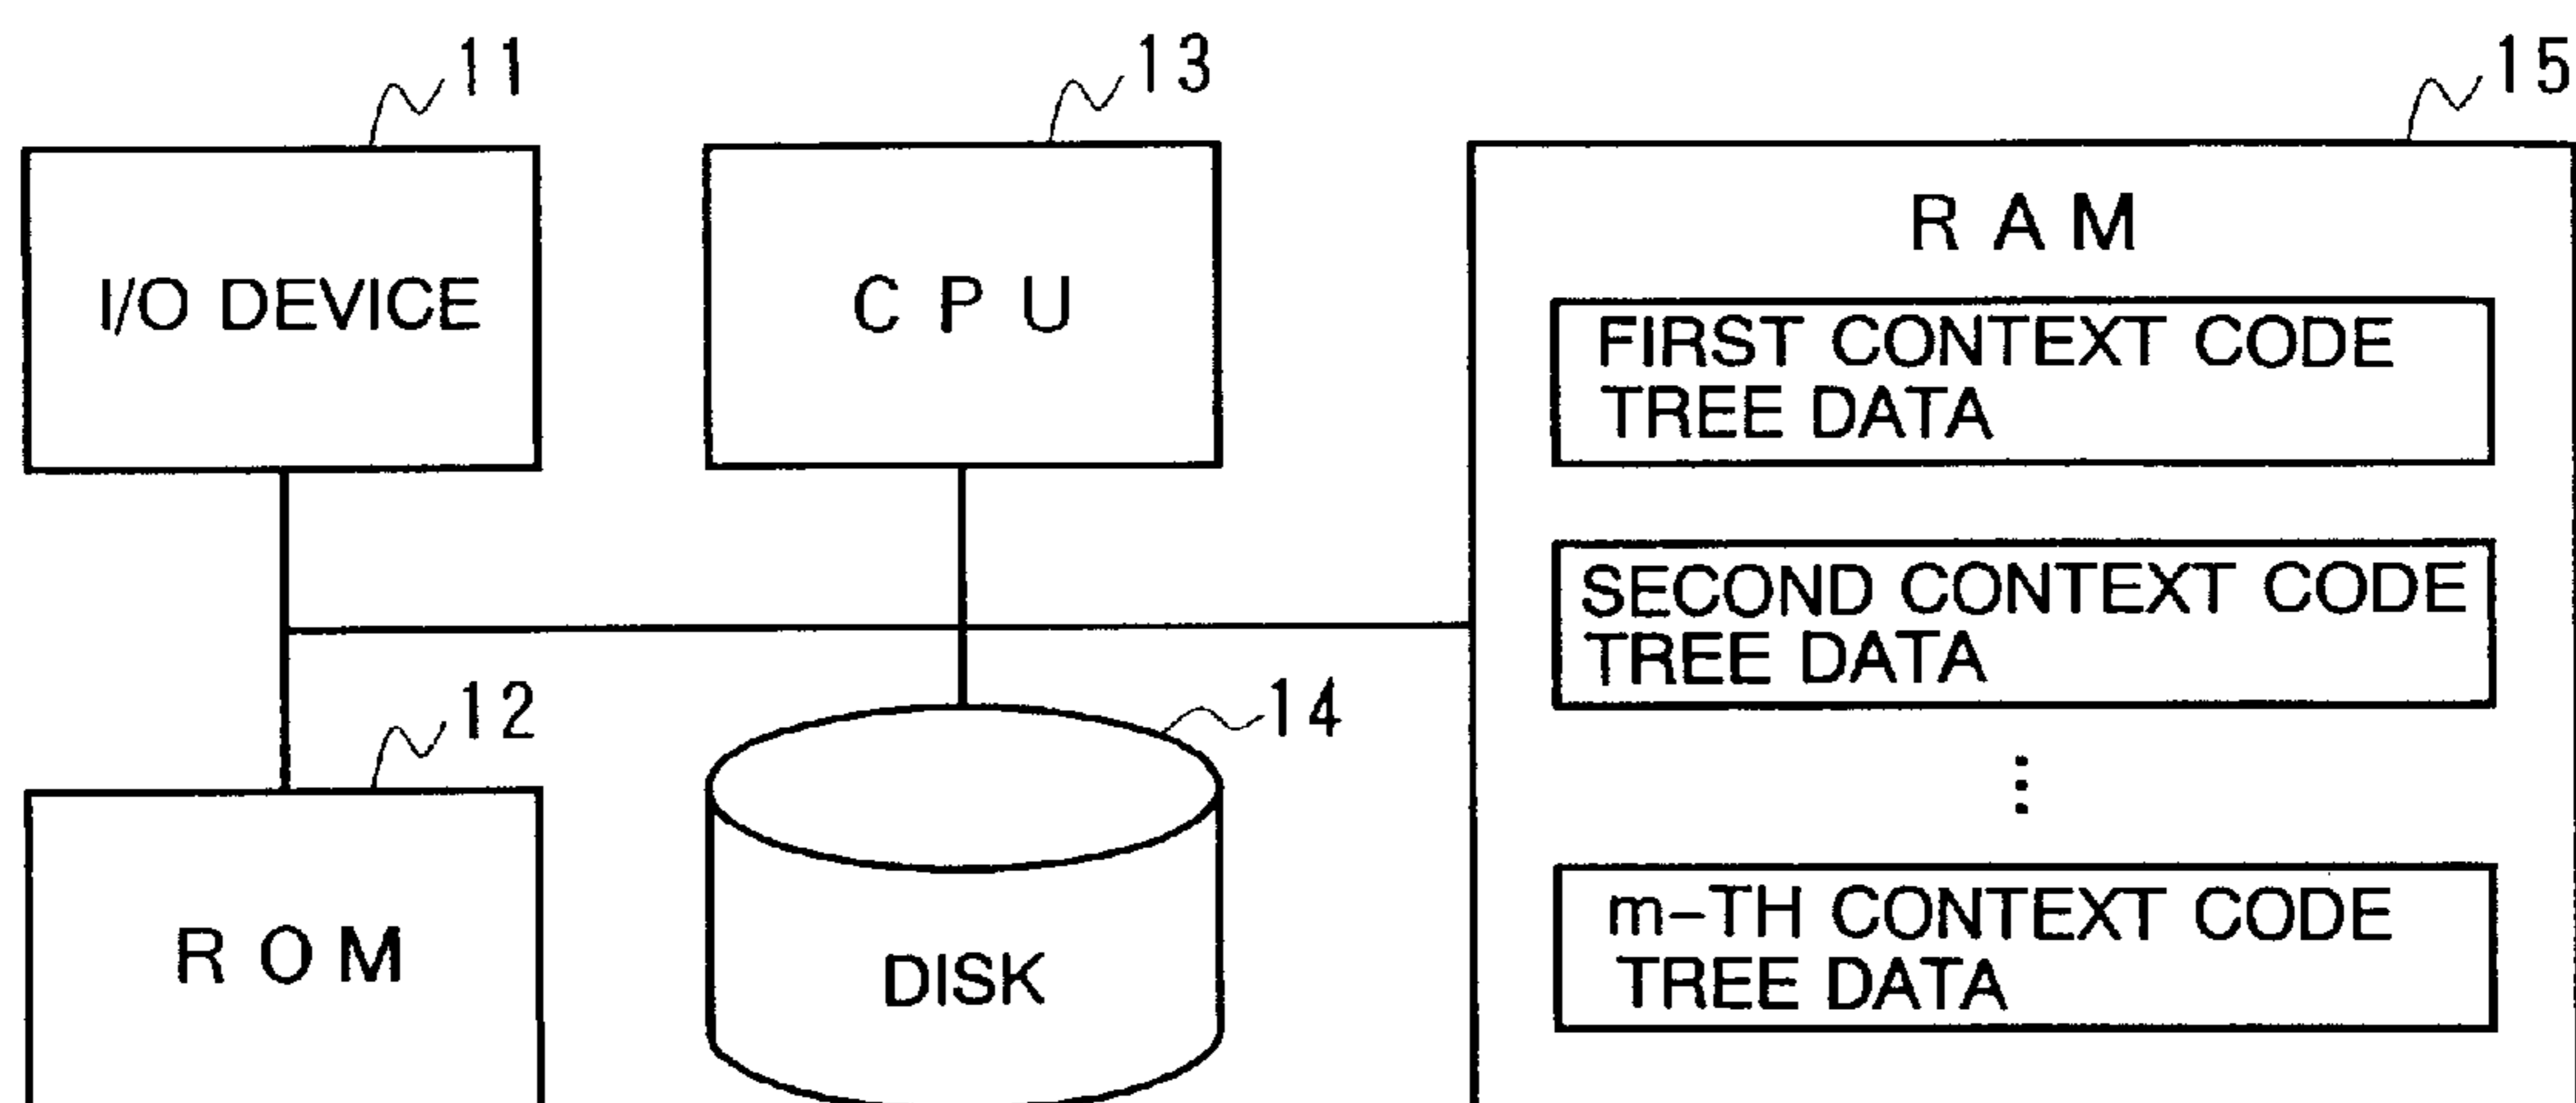 11
I/O DEVICE
13
C P U
15
R A M
FIRST CONTEXT CODE
TREE DATA
SECOND CONTEXT CODE
TREE DATA
⋮
m-TH CONTEXT CODE
TREE DATA
12
R O M
14
DISK